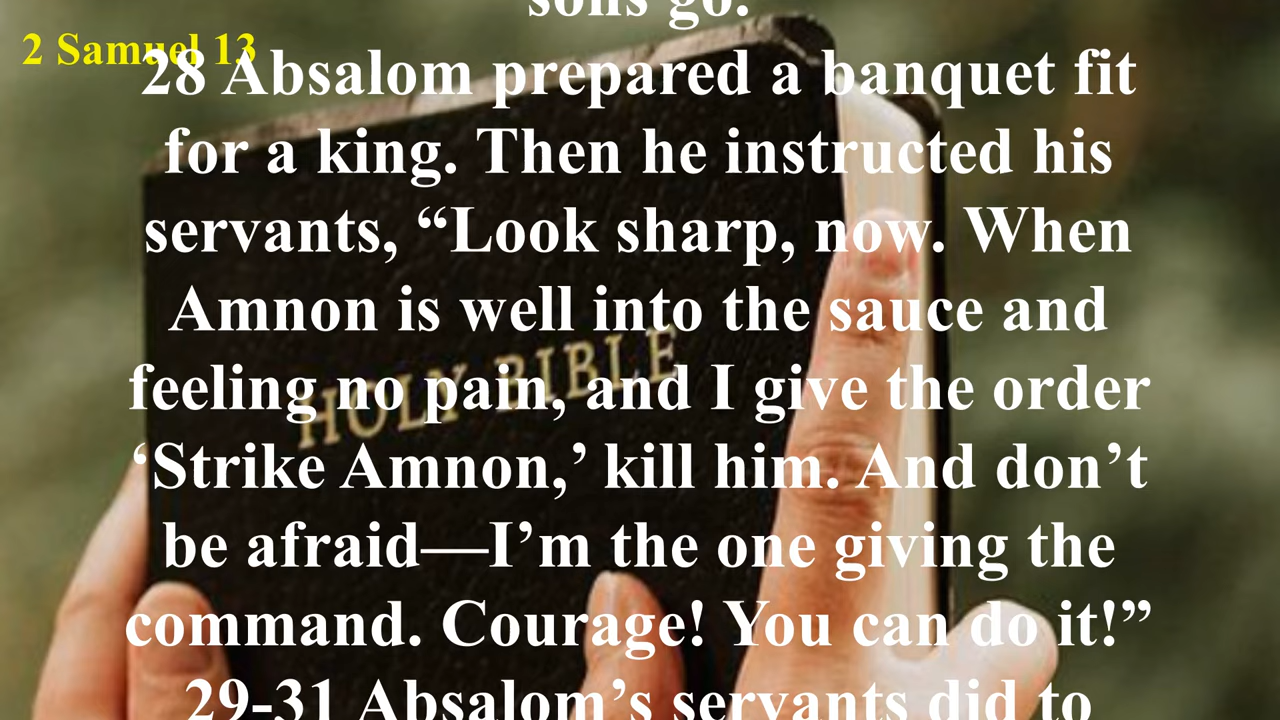 sons go.
2 Samuel 13
28 Absalom prepared a banquet fit
for a king. Then he instructed his
servants, “Look sharp, now. When
Amnon is well into the sauce and
feeling no pain, and I give the order
‘Strike Amnon,’ kill him. And don’t
be afraid—I’m the one giving the
command. Courage! You can do it!”
29-31 Absalom’s servants did to
HOLY BIBLE